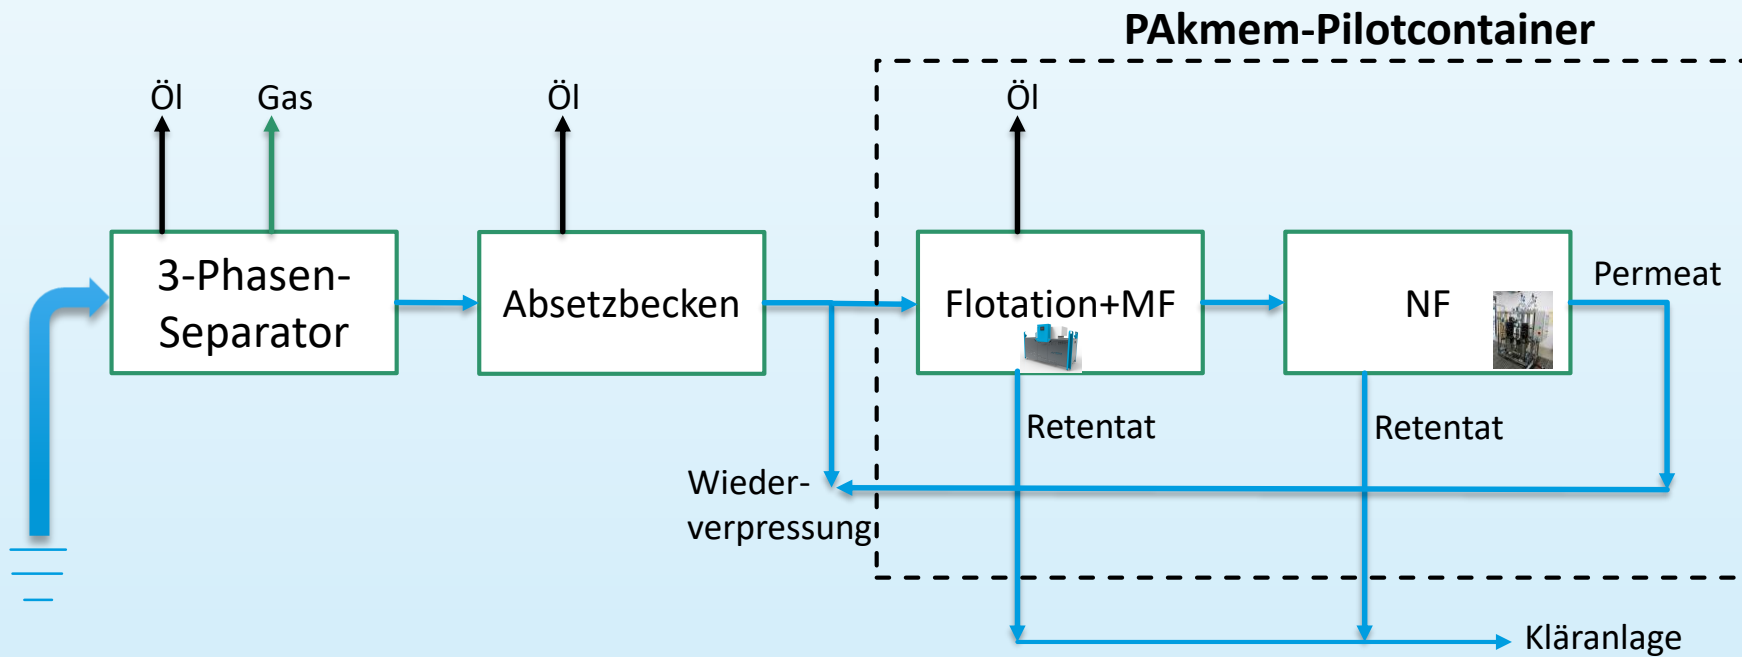 PAkmem-Pilotcontainer
Öl
Gas
Öl
Öl
3-Phasen-
Separator
Absetzbecken
Flotation+MF
NF
Permeat
Retentat
Retentat
Wieder-
verpressung
Kläranlage